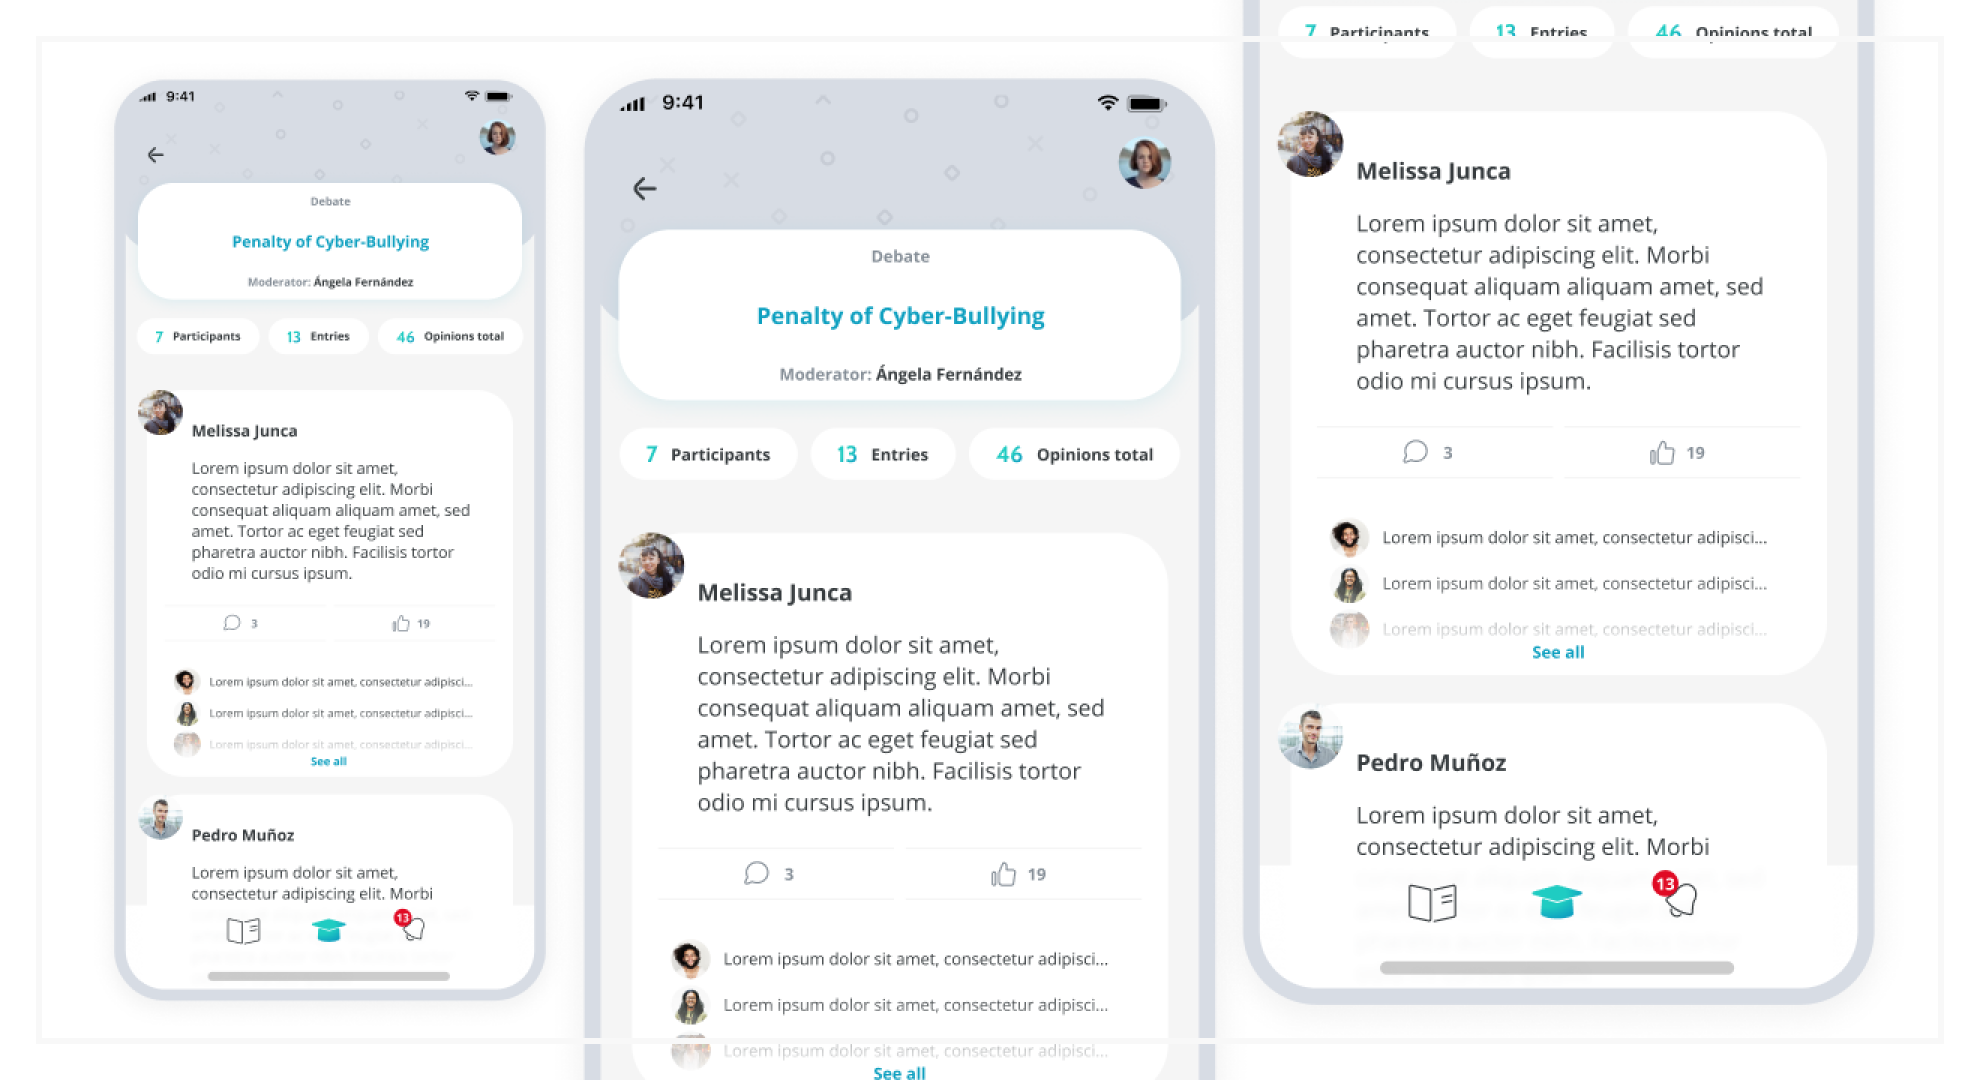 9:41
Debate
Penalty of Cyber-Bullying
Moderator: Ángela Fernández
7 Participants
13 Entries
46 Opinions total
Melissa Junca
Lorem ipsum dolor sit amet,
consectetur adipiscing elit. Morbi
consequat aliquam aliquam amet, sed
amet. Tortor ac eget feugiat sed
pharetra auctor nibh. Facilisis tortor
odio mi cursus ipsum.
3
19
Lorem ipsum dolor sit amet, consectetur adipisci...
Lorem ipsum dolor sit amet, consectetur adipisci...
Lorem ipsum dolor sit amet, consectetur adipisci...
See all
Pedro Muñoz
Lorem ipsum dolor sit amet,
consectetur adipiscing elit. Morbi
13
9:41
Debate
Penalty of Cyber-Bullying
Moderator: Ángela Fernández
7 Participants
13 Entries
46 Opinions total
Melissa Junca
Lorem ipsum dolor sit amet,
consectetur adipiscing elit. Morbi
consequat aliquam aliquam amet, sed
amet. Tortor ac eget feugiat sed
pharetra auctor nibh. Facilisis tortor
odio mi cursus ipsum.
3
19
Lorem ipsum dolor sit amet, consectetur adipisci...
Lorem ipsum dolor sit amet, consectetur adipisci...
Lorem ipsum dolor sit amet, consectetur adipisci...
See all
7 Participants
13 Entries
46 Opinions total
Melissa Junca
Lorem ipsum dolor sit amet,
consectetur adipiscing elit. Morbi
consequat aliquam aliquam amet, sed
amet. Tortor ac eget feugiat sed
pharetra auctor nibh. Facilisis tortor
odio mi cursus ipsum.
3
19
Lorem ipsum dolor sit amet, consectetur adipisci...
Lorem ipsum dolor sit amet, consectetur adipisci...
Lorem ipsum dolor sit amet, consectetur adipisci...
See all
Pedro Muñoz
Lorem ipsum dolor sit amet,
consectetur adipiscing elit. Morbi
13